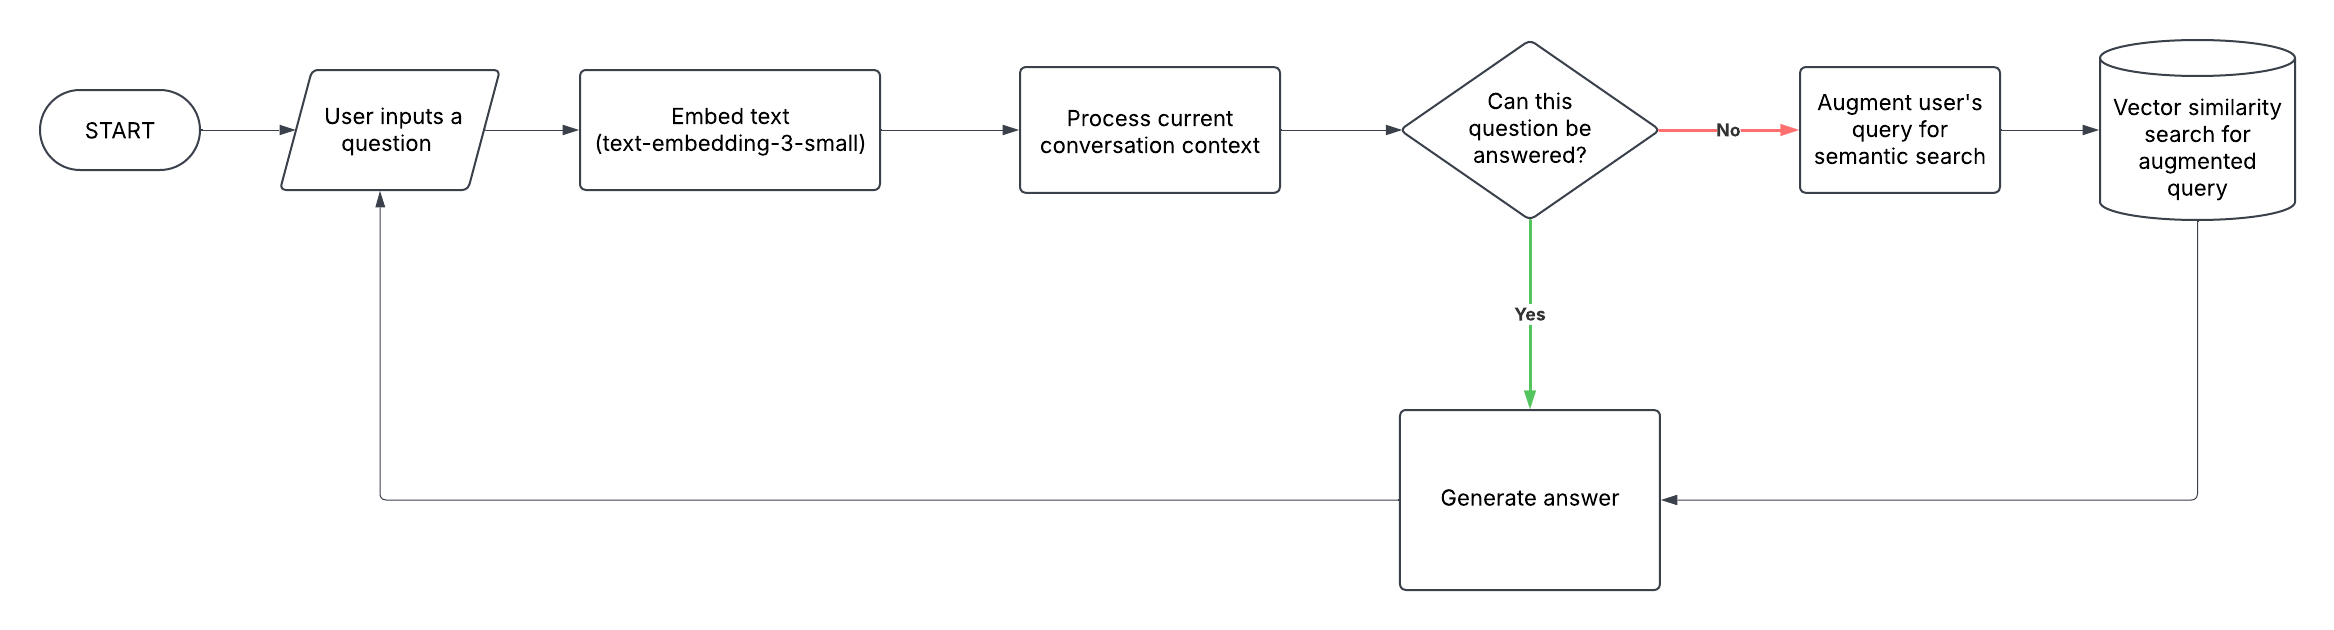 START
User inputs a
question
Embed text
(text-embedding-3-small)
Process current
conversation context
Can this
question be
answered?
No
Augment user's
query for
semantic search
Vector similarity
search for
augmented
query
Yes
Generate answer